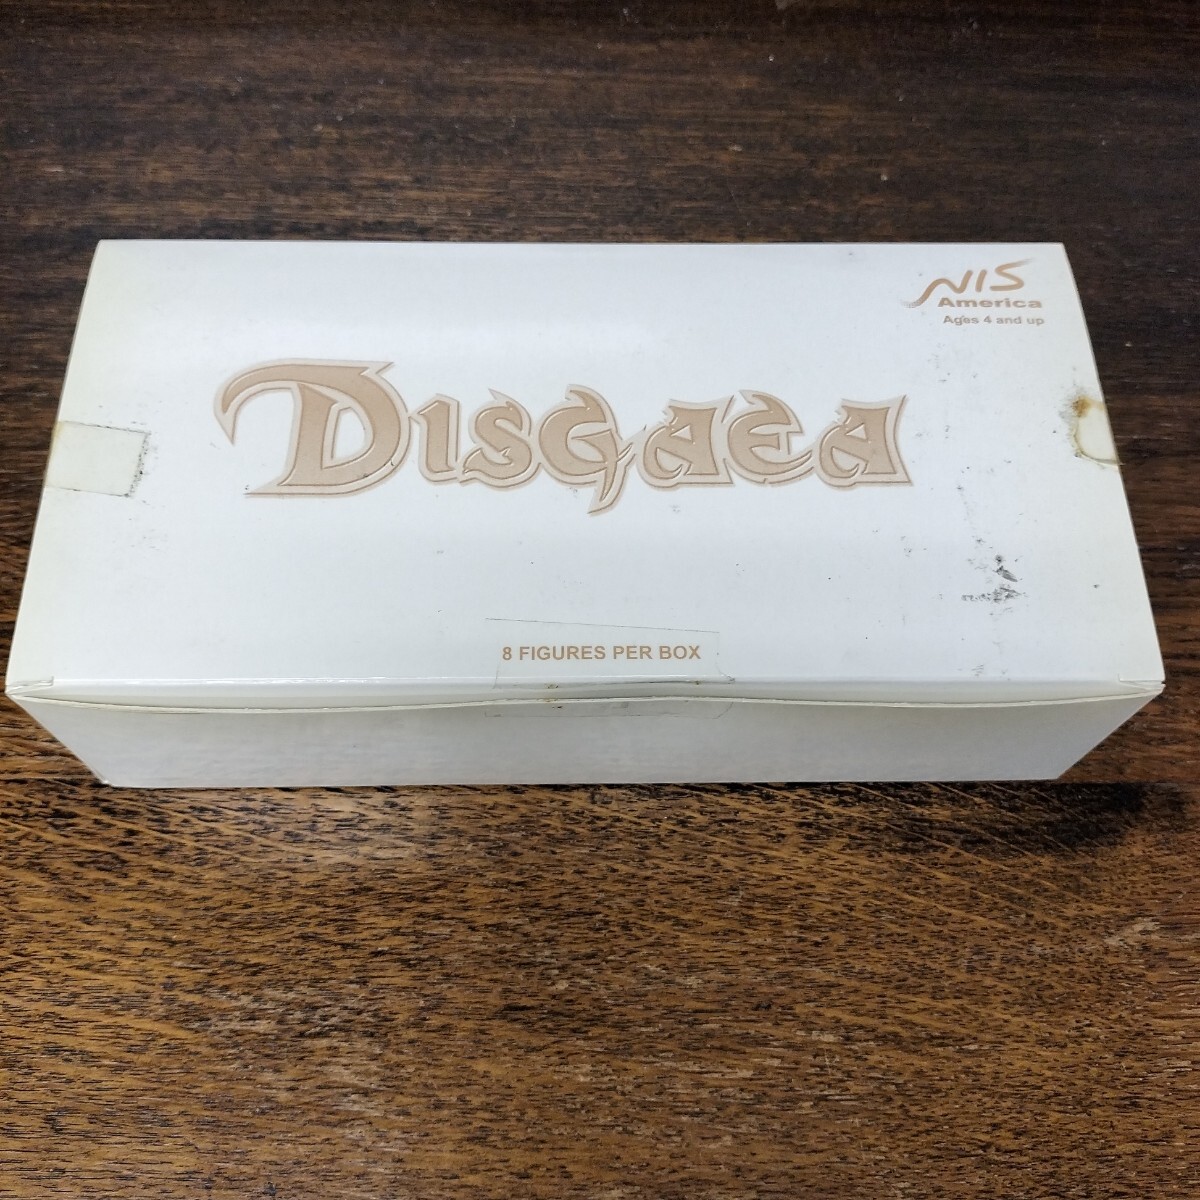 NIS
America
Ages 4 and up
DISGAEA
8 FIGURES PER BOX